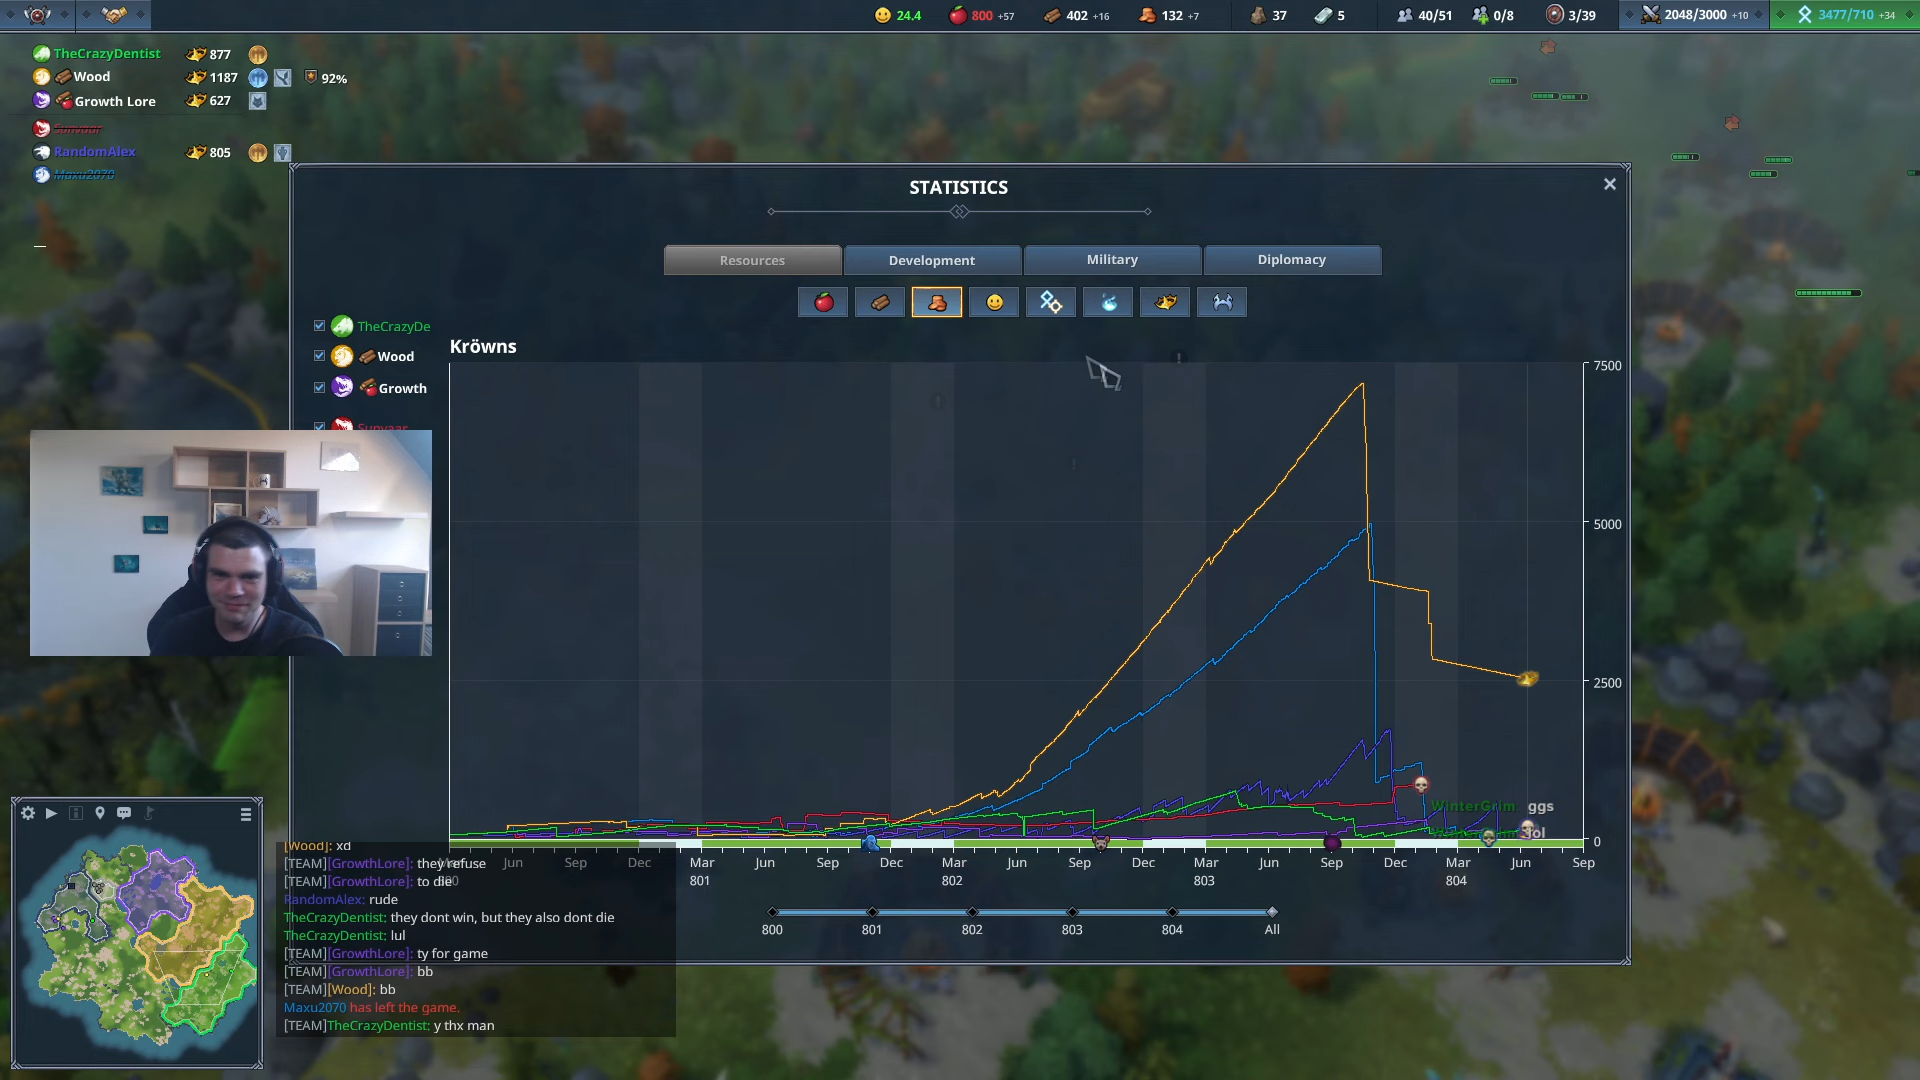 24.4
800 +57
402 +16
132 +7
37
5
40/51
0/8
3/39
2048/3000 +10
3477/710 +34
TheCrazyDentist 877
Wood 1187 92%
Growth Lore 627
Sunvaar
RandomAlex 805
Maxu2070
STATISTICS
Resources Development Military Diplomacy
TheCrazyDe
Wood
Growth
Sunvaar
Kröwns
7500
5000
2500
0
WinterGrim: ggs
lol
Jun Sep Dec Mar Jun Sep Dec Mar Jun Sep Dec Mar Jun Sep Dec Mar Jun Sep
801 802 803 804
800 801 802 803 804 All
[Wood]: xd
[TEAM][GrowthLore]: they refuse
[TEAM][GrowthLore]: to die
RandomAlex: rude
TheCrazyDentist: they dont win, but they also dont die
TheCrazyDentist: lul
[TEAM][GrowthLore]: ty for game
[TEAM][GrowthLore]: bb
[TEAM][Wood]: bb
Maxu2070 has left the game.
[TEAM]TheCrazyDentist: y thx man